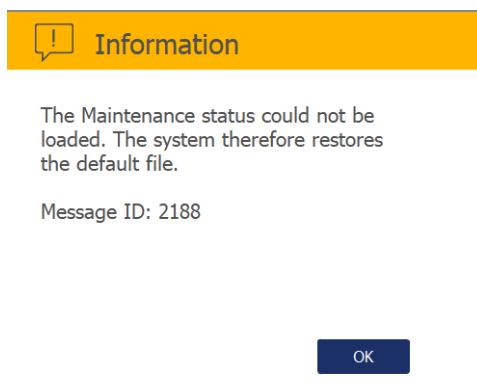 Information
The Maintenance status could not be
loaded. The system therefore restores
the default file.
Message ID: 2188
OK